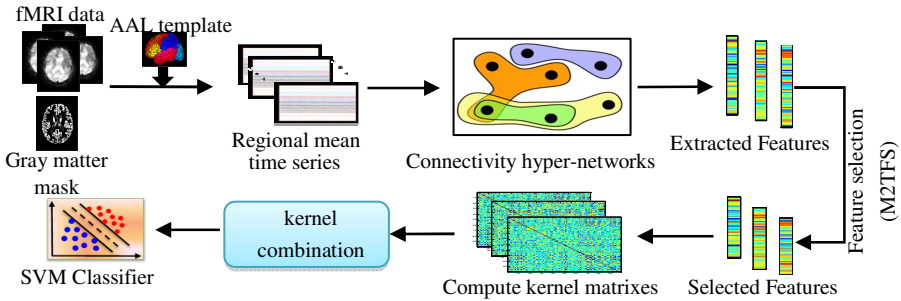 fMRI data
AAL template
Gray matter
mask
Regional mean
time series
Connectivity hyper-networks
Extracted Features
Feature selection
(M2TFS)
Selected Features
Compute kernel matrixes
kernel
combination
SVM Classifier